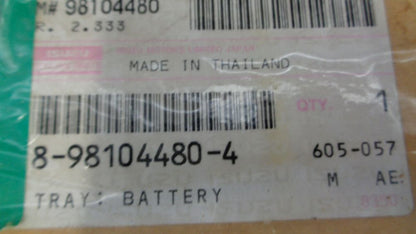 M# 98104480
R. 2.333
MADE IN THAILAND
QTY. 1
8-98104480-4 605-057
M AE
TRAY: BATTERY